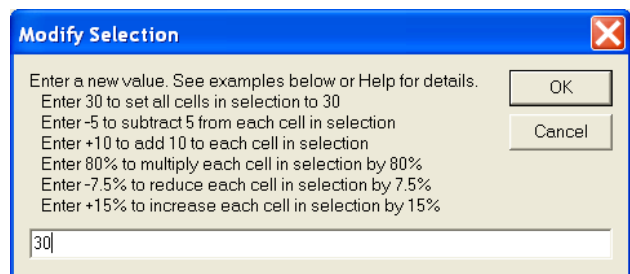 Modify Selection
Enter a new value. See examples below or Help for details.
Enter 30 to set all cells in selection to 30
Enter -5 to subtract 5 from each cell in selection
Enter +10 to add 10 to each cell in selection
Enter 80% to multiply each cell in selection by 80%
Enter -7.5% to reduce each cell in selection by 7.5%
Enter +15% to increase each cell in selection by 15%
OK
Cancel
30